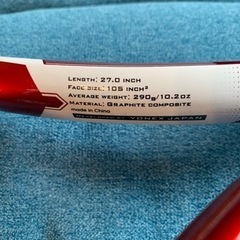 Length: 27.0 inch
Face Size: 105 inch²
Average weight: 290g/10.2oz
Material: Graphite composite
made in China
YONEX JAPAN